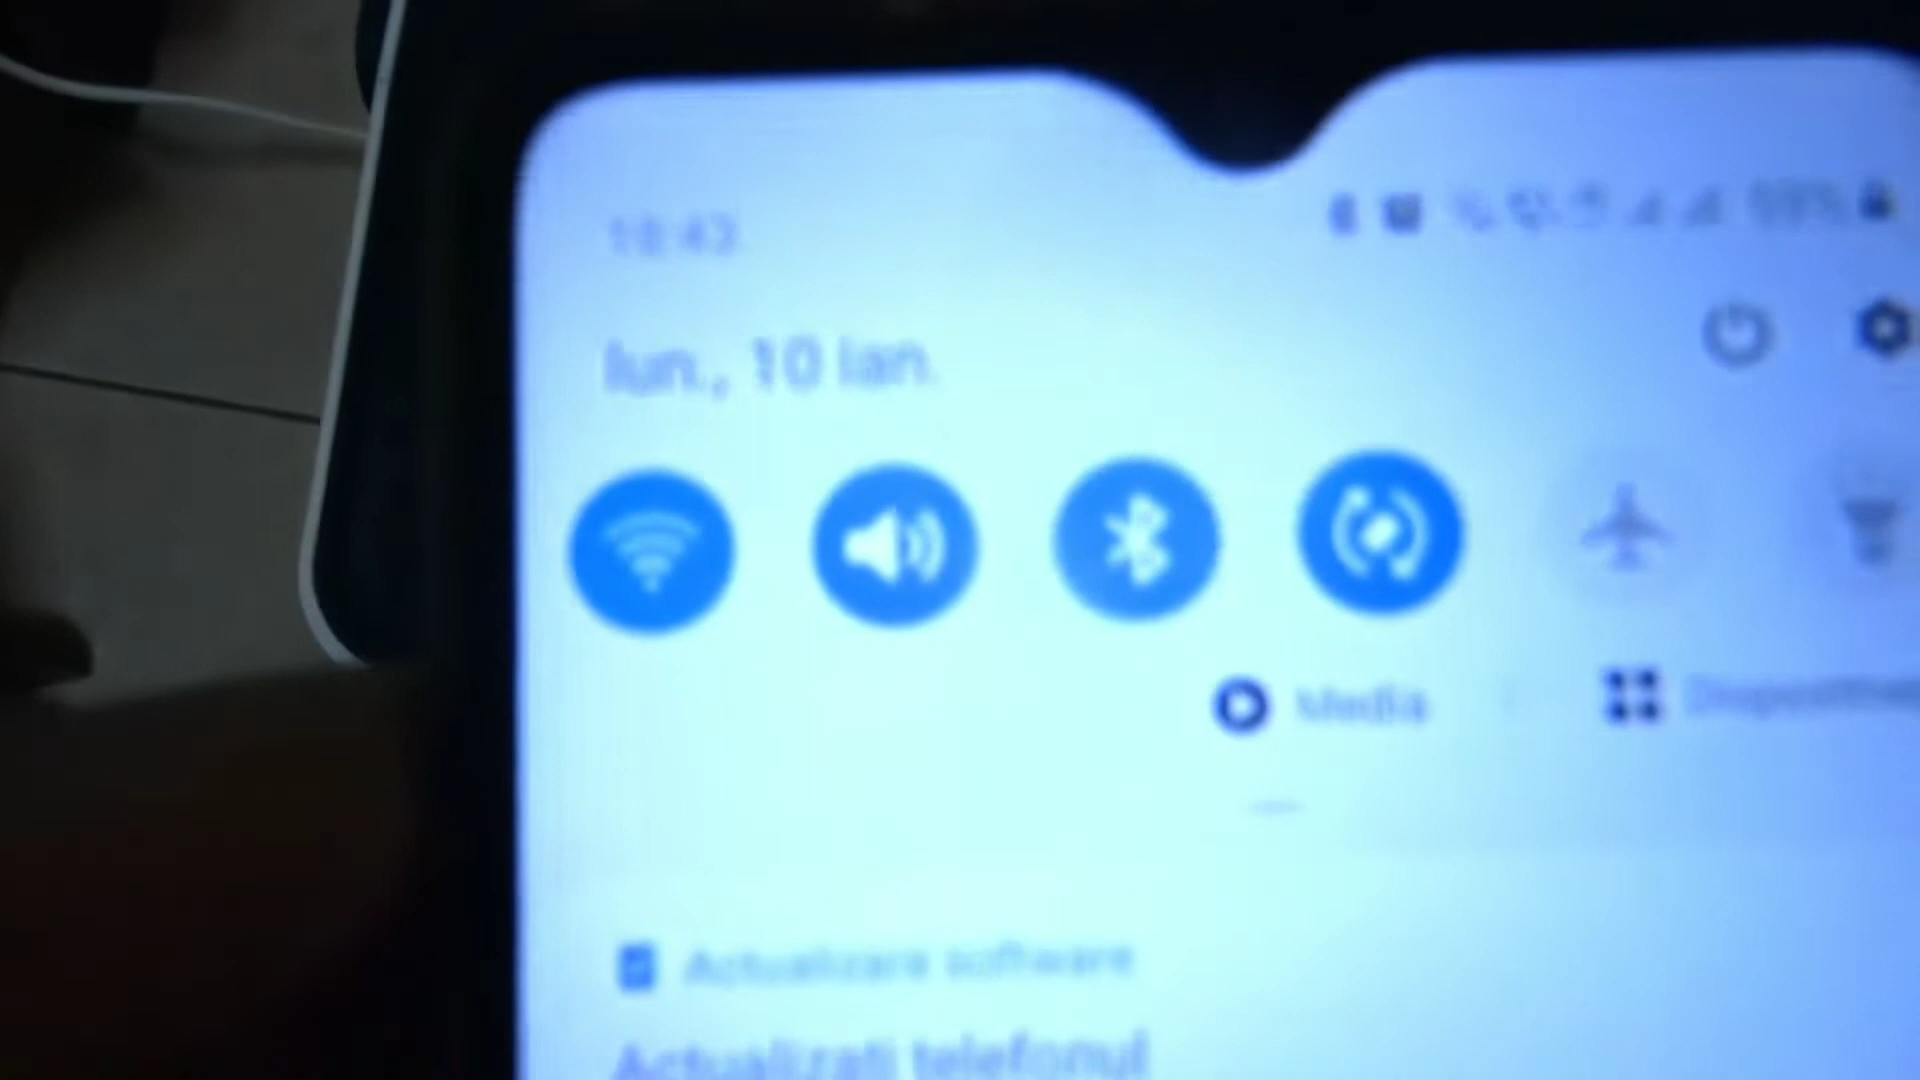 18:43
lun., 10 ian.
Media
Actualizare software
Actualizați telefonul